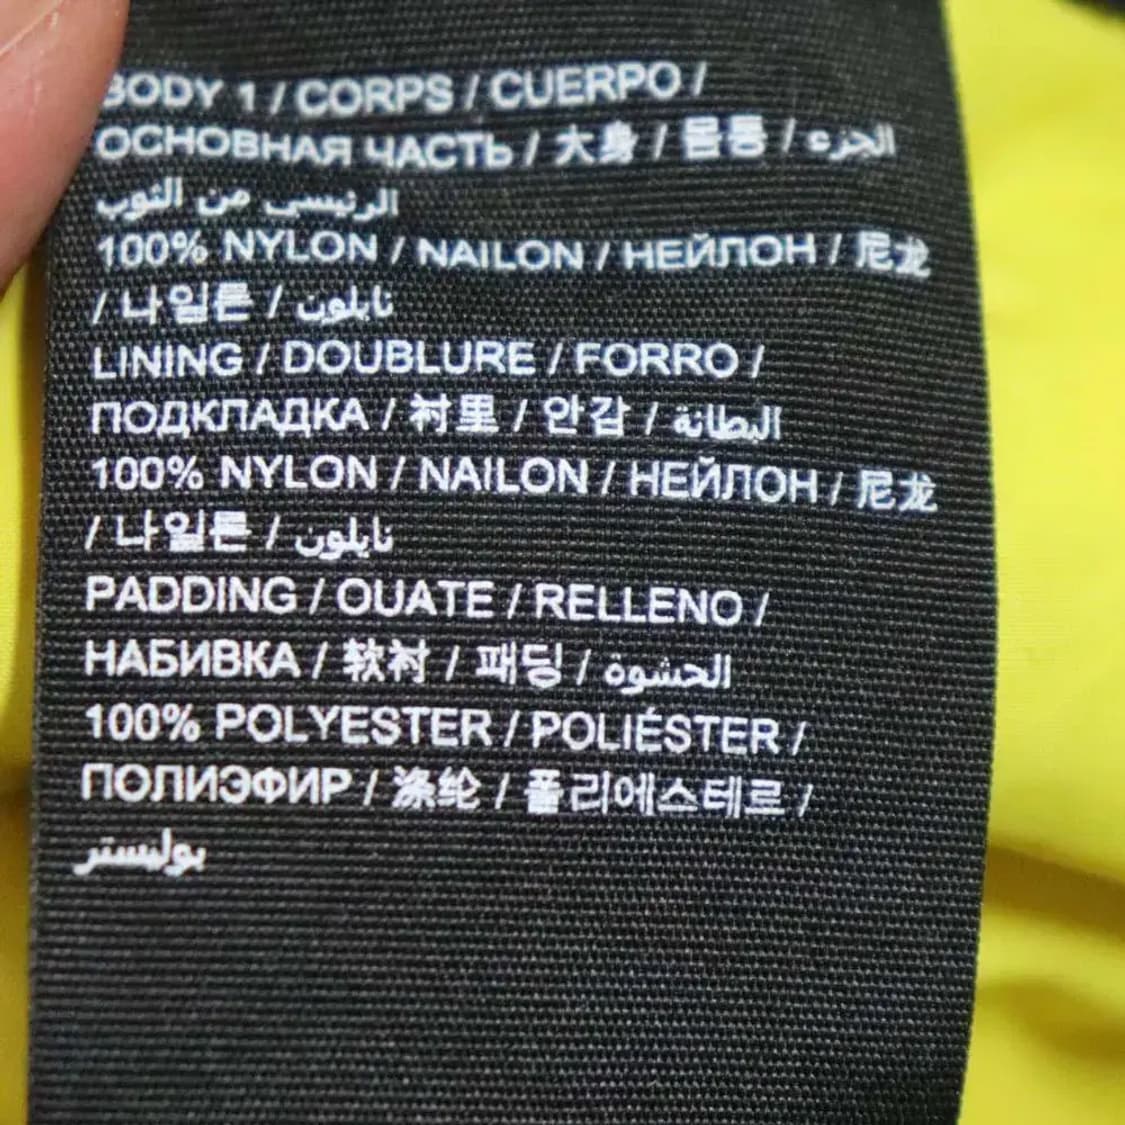 BODY 1 / CORPS / CUERPO /
ОСНОВНАЯ ЧАСТЬ / 大身 / 몸통 / الجزء
الرئيسى من الثوب
100% NYLON / NAILON / НЕЙЛОН / 尼龙
/ 나일론 / نايلون
LINING / DOUBLURE / FORRO /
ПОДКЛАДКА / 衬里 / 안감 / البطانة
100% NYLON / NAILON / НЕЙЛОН / 尼龙
/ 나일론 / نايلون
PADDING / OUATE / RELLENO /
НАБИВКА / 软衬 / 패딩 / الحشوة
100% POLYESTER / POLIÉSTER /
ПОЛИЭФИР / 涤纶 / 폴리에스테르 /
بوليستر